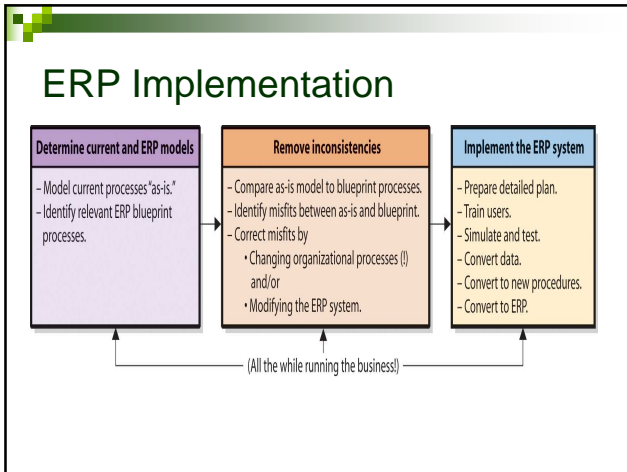 ERP Implementation
Determine current and ERP models
– Model current processes “as-is.”
– Identify relevant ERP blueprint
processes.
Remove inconsistencies
– Compare as-is model to blueprint processes.
– Identify misfits between as-is and blueprint.
– Correct misfits by
• Changing organizational processes (!)
and/or
• Modifying the ERP system.
Implement the ERP system
– Prepare detailed plan.
– Train users.
– Simulate and test.
– Convert data.
– Convert to new procedures.
– Convert to ERP.
(All the while running the business!)